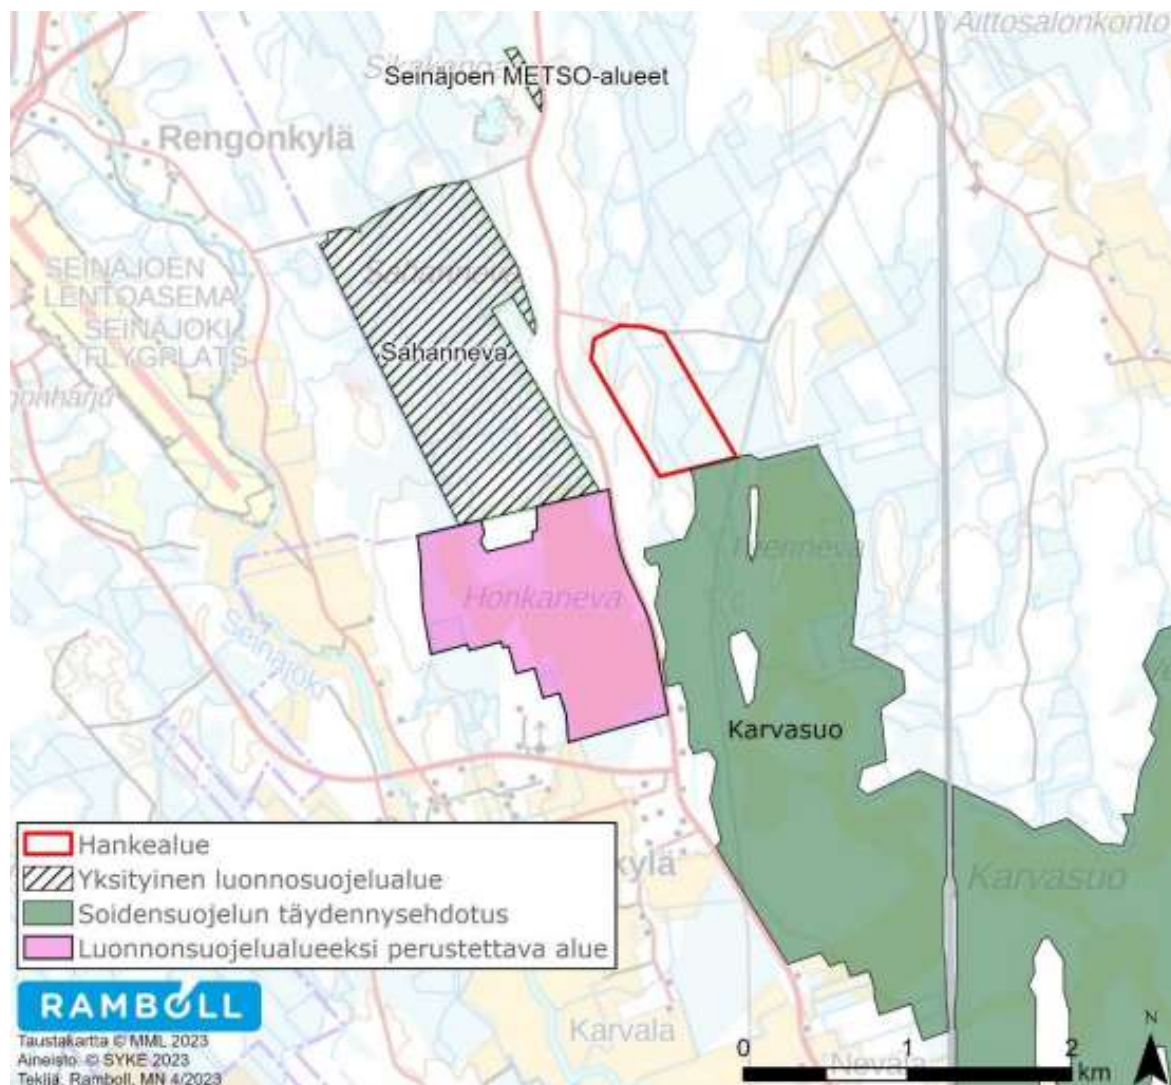 Aittosalonkonto
Seinäjoen METSO-alueet
Rengonkylä
SEINÄJOEN
LENTOASEMA
SEINÄJOKI
FLYGPLATS
Sahanneva
Honkaneva
Karvasuo
Seinäjoki
Karvasuo
kylä
Hankealue
Yksityinen luonnosuojelualue
Soidensuojelun täydennysehdotus
Luonnonsuojelualueeksi perustettava alue
RAMBOLL
Taustakartta © MML 2023
Aineisto: © SYKE 2023
Tekijä: Ramboll, MN 4/2023
Karvala
Nevala
0 1 2
km
N